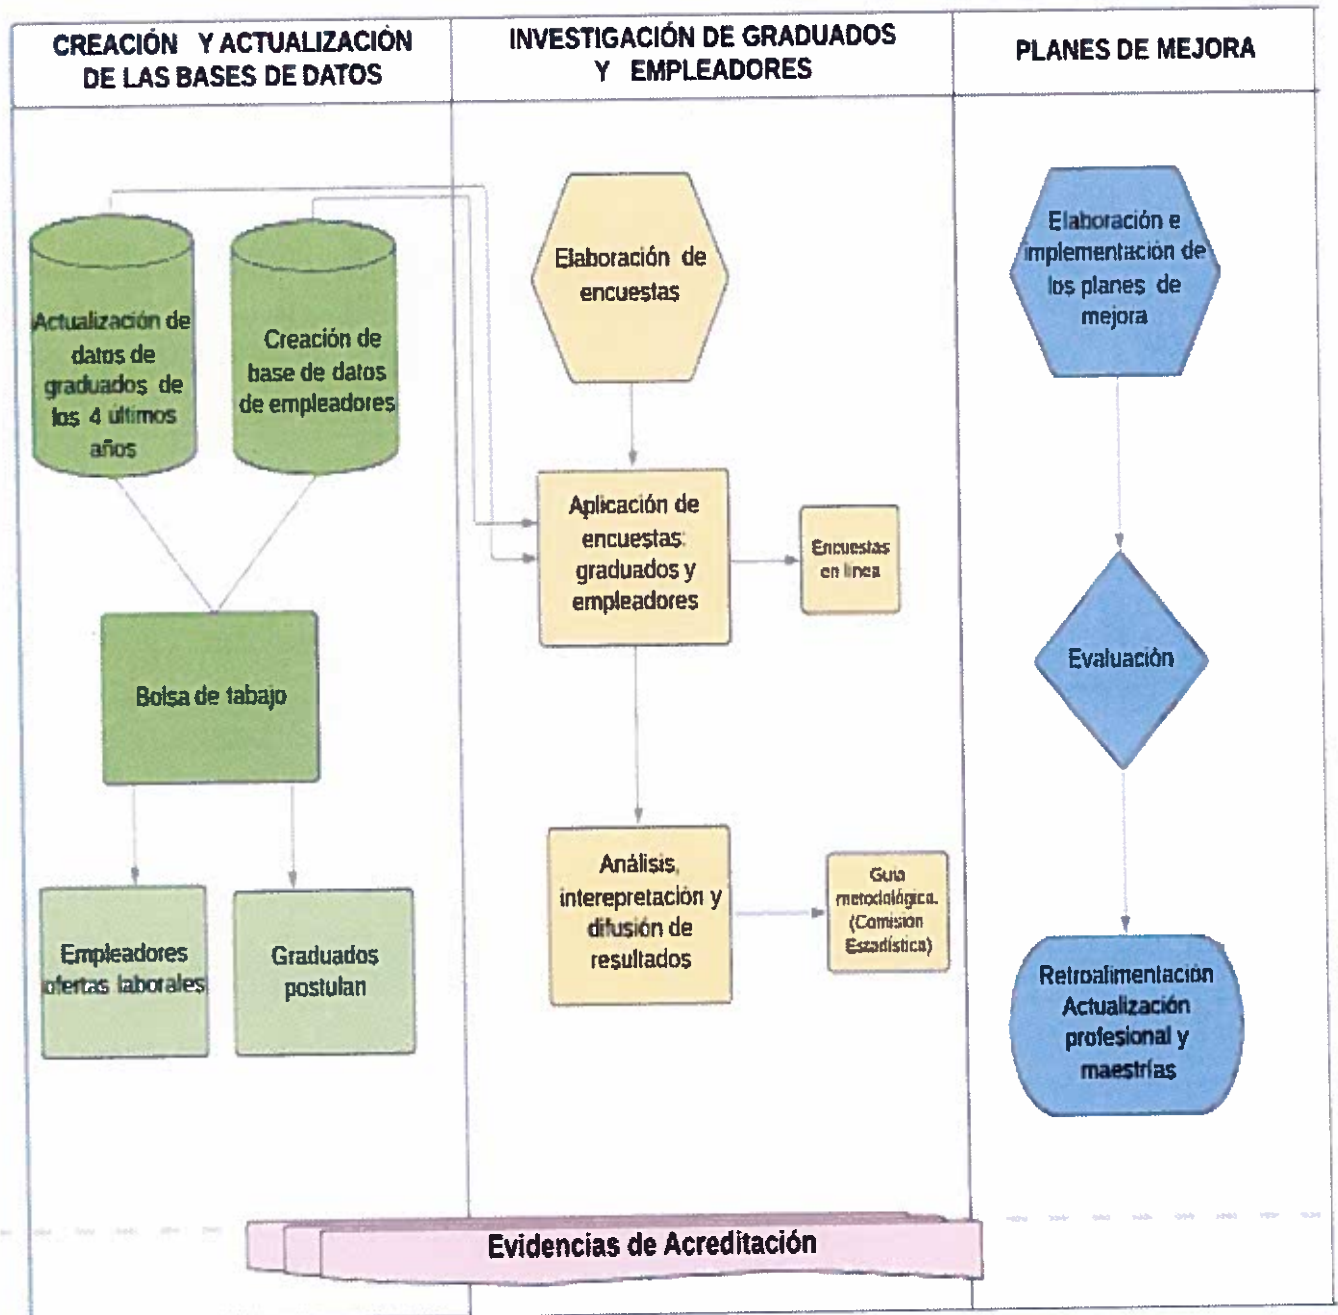 CREACIÓN Y ACTUALIZACIÓN
DE LAS BASES DE DATOS
INVESTIGACIÓN DE GRADUADOS
Y EMPLEADORES
PLANES DE MEJORA
Actualización de
datos de
graduados de
los 4 últimos
años
Creación de
base de datos
de empleadores
Bolsa de tabajo
Empleadores
ofertas laborales
Graduados
postulan
Elaboración de
encuestas
Aplicación de
encuestas:
graduados y
empleadores
Encuestas
en linea
Análisis,
interepretación y
difusión de
resultados
Guia
metodológica.
(Comisión
Estadística)
Elaboración e
implementación de
los planes de
mejora
Evaluación
Retroalimentación
Actualización
profesional y
maestrías
Evidencias de Acreditación